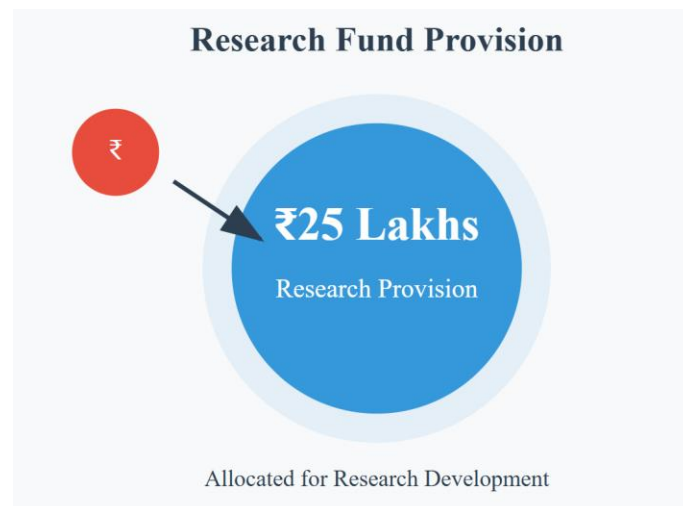 Research Fund Provision
₹
₹25 Lakhs
Research Provision
Allocated for Research Development